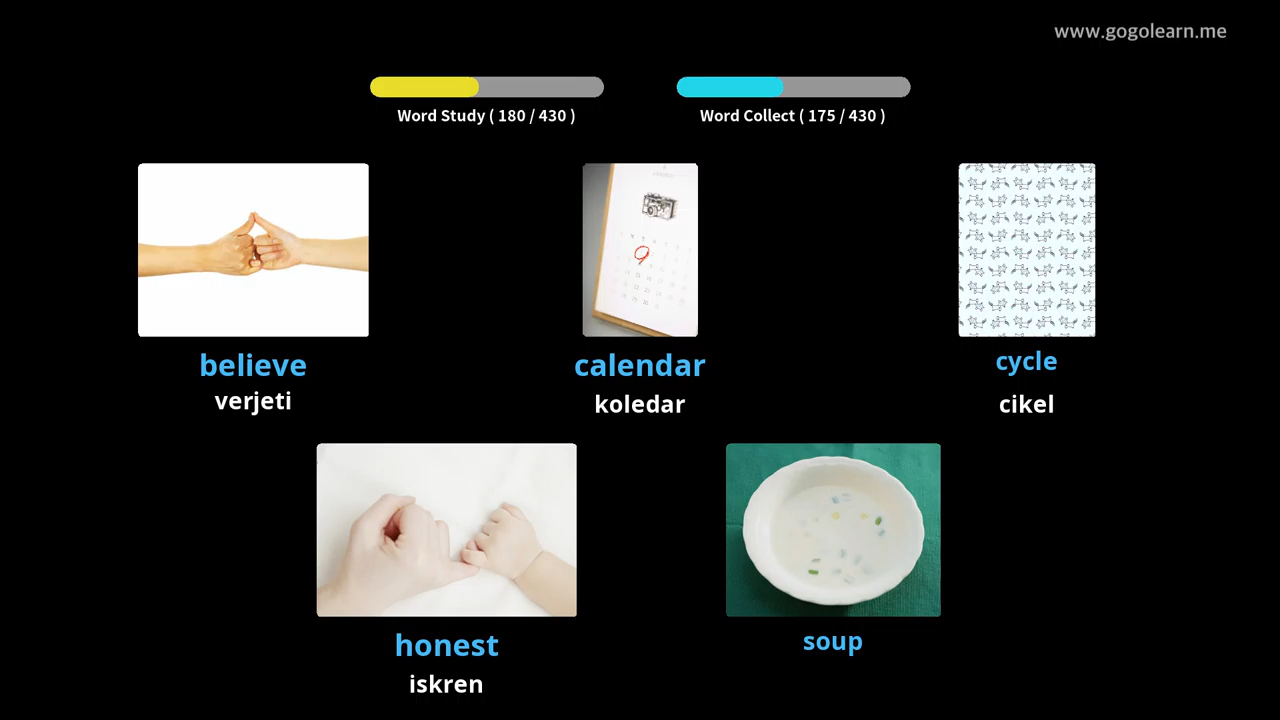 www.gogolearn.me
Word Study ( 180 / 430 )
Word Collect ( 175 / 430 )
believe
verjeti
calendar
koledar
cycle
cikel
honest
iskren
soup